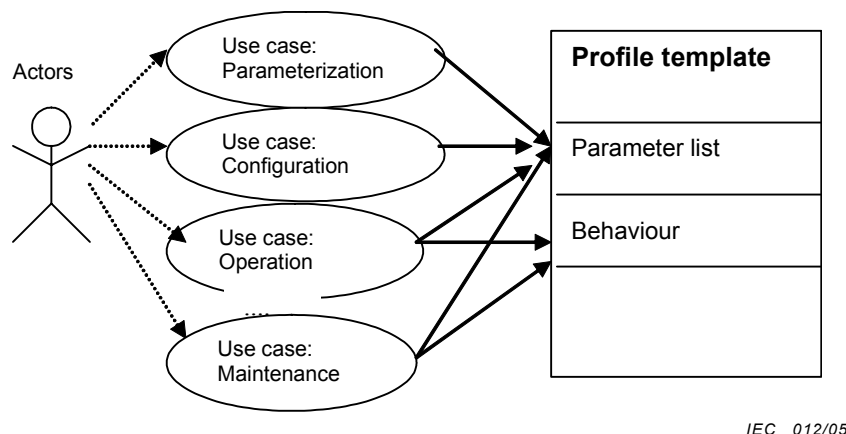 Actors
Use case:
Parameterization
Use case:
Configuration
Use case:
Operation
....
Use case:
Maintenance
Profile template
Parameter list
Behaviour
IEC 012/05